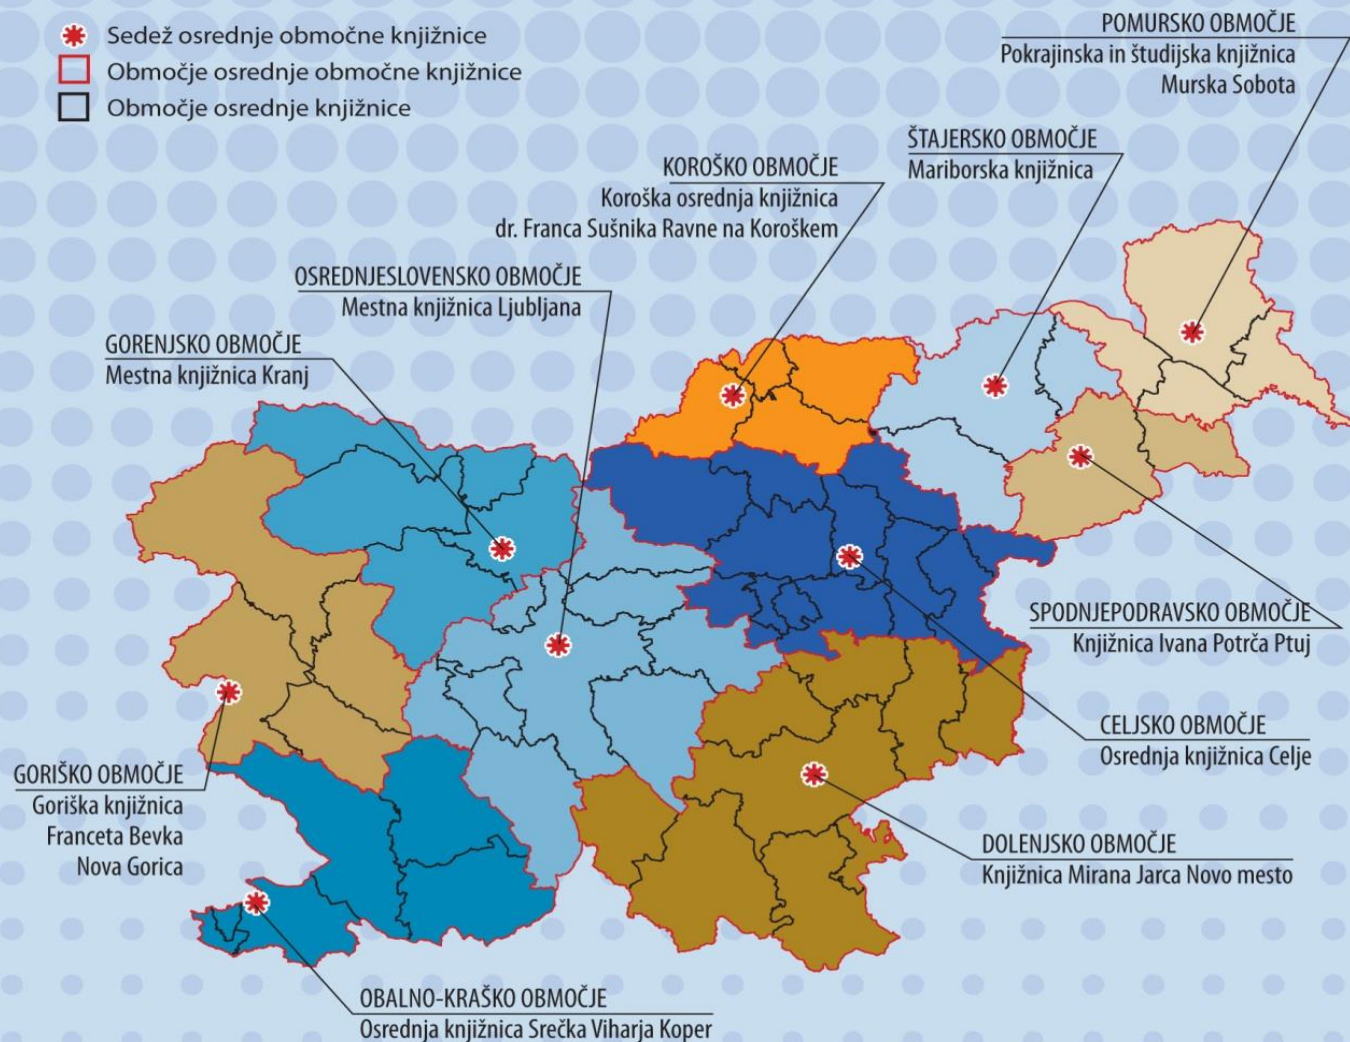 Sedež osrednje območne knjižnice
Območje osrednje območne knjižnice
Območje osrednje knjižnice
POMURSKO OBMOČJE
Pokrajinska in študijska knjižnica
Murska Sobota
ŠTAJERSKO OBMOČJE
Mariborska knjižnica
KOROŠKO OBMOČJE
Koroška osrednja knjižnica
dr. Franca Sušnika Ravne na Koroškem
OSREDNJESLOVENSKO OBMOČJE
Mestna knjižnica Ljubljana
GORENJSKO OBMOČJE
Mestna knjižnica Kranj
SPODNJEPODRAVSKO OBMOČJE
Knjižnica Ivana Potrča Ptuj
CELJSKO OBMOČJE
Osrednja knjižnica Celje
GORIŠKO OBMOČJE
Goriška knjižnica
Franceta Bevka
Nova Gorica
DOLENJSKO OBMOČJE
Knjižnica Mirana Jarca Novo mesto
OBALNO-KRAŠKO OBMOČJE
Osrednja knjižnica Srečka Viharja Koper